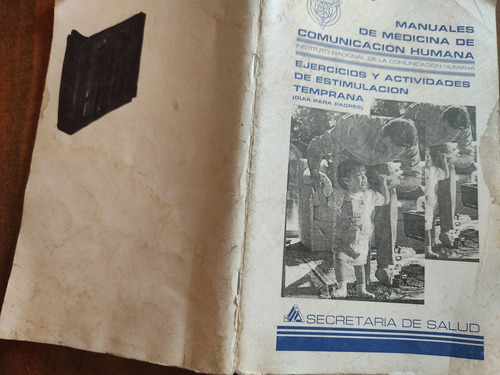 MANUALES
DE MEDICINA DE
COMUNICACION HUMANA
INSTITUTO NACIONAL DE LA COMUNICACION HUMANA
EJERCICIOS Y ACTIVIDADES
DE ESTIMULACION
TEMPRANA
(GUIA PARA PADRES)
SECRETARIA DE SALUD